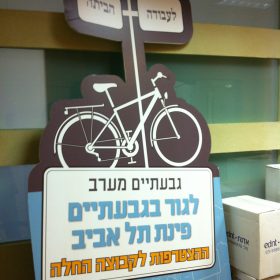 הביתה
לעבודה
גבעתיים מערב
לגור בגבעתיים
פינת תל אביב
ההצטרפות לקבוצה החלה